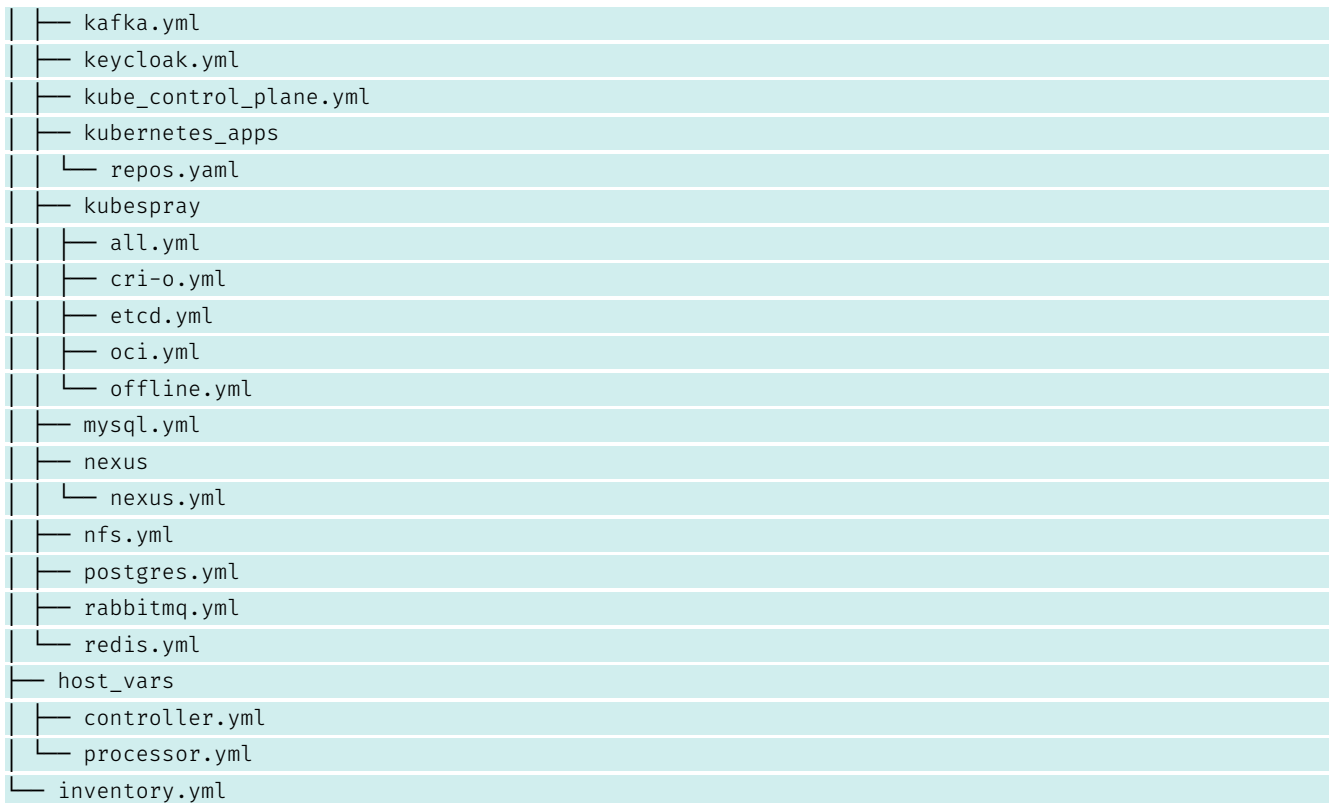 │ ├── kafka.yml
│ ├── keycloak.yml
│ ├── kube_control_plane.yml
│ ├── kubernetes_apps
│ │ └── repos.yaml
│ ├── kubespray
│ │ ├── all.yml
│ │ ├── cri-o.yml
│ │ ├── etcd.yml
│ │ ├── oci.yml
│ │ └── offline.yml
│ ├── mysql.yml
│ ├── nexus
│ │ └── nexus.yml
│ ├── nfs.yml
│ ├── postgres.yml
│ ├── rabbitmq.yml
│ └── redis.yml
├── host_vars
│ ├── controller.yml
│ └── processor.yml
└── inventory.yml